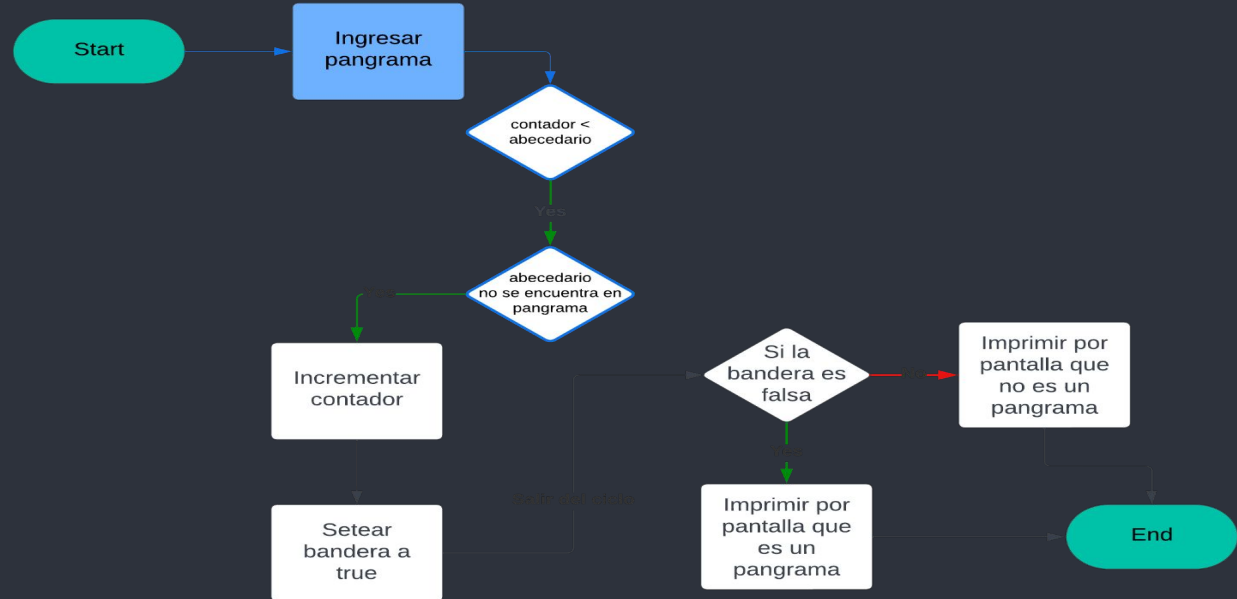 Start
Ingresar
pangrama
contador <
abecedario
Yes
abecedario
no se encuentra en
pangrama
Incrementar
contador
Setear
bandera a
true
Si la
bandera es
falsa
Imprimir por
pantalla que
no es un
pangrama
Imprimir por
pantalla que
es un
pangrama
End